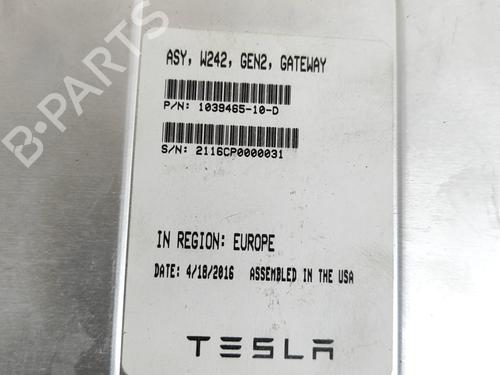 ASY, W242, GEN2, GATEWAY
P/N: 1039465-10-D
S/N: 2116CP0000031
IN REGION: EUROPE
DATE: 4/18/2016 ASSEMBLED IN THE USA
TESLA
B-PARTS